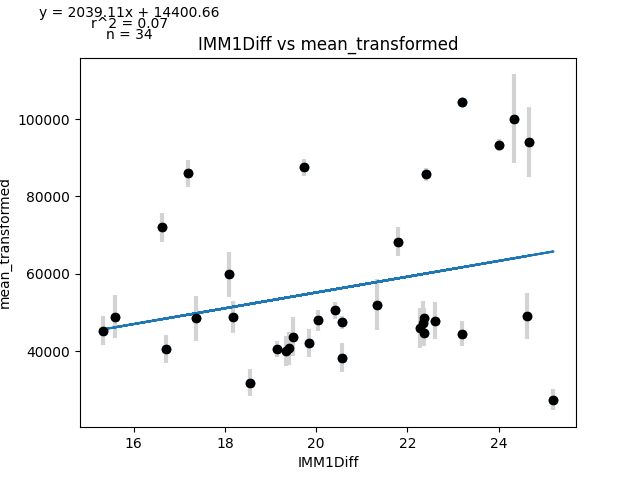 y = 2039.11x + 14400.66
r^2 = 0.07
n = 34
IMM1Diff vs mean_transformed
100000
80000
60000
40000
mean_transformed
16 18 20 22 24
IMM1Diff